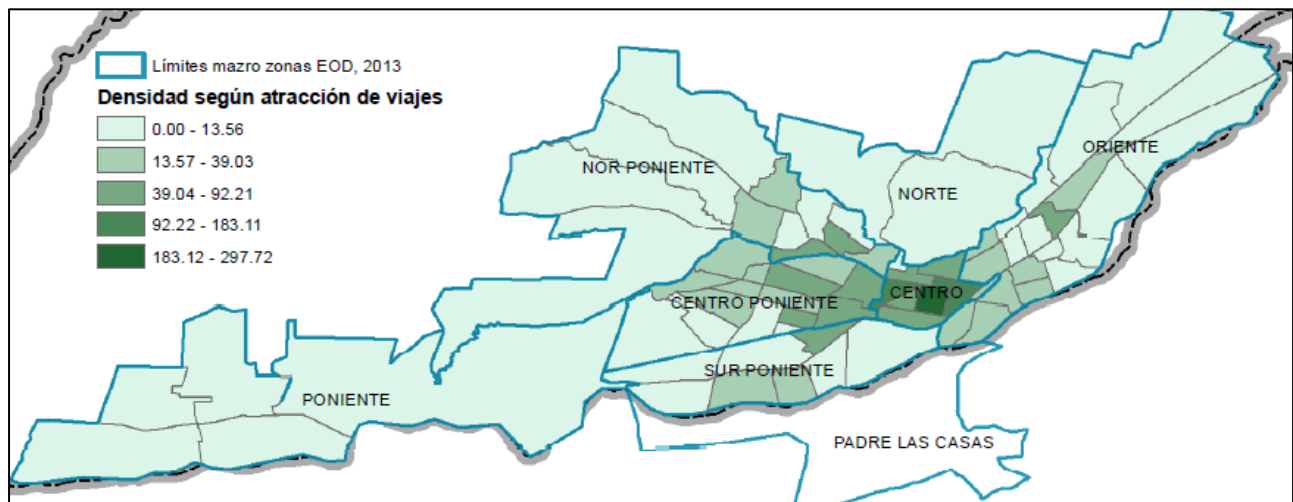 Límites mazro zonas EOD, 2013
Densidad según atracción de viajes
0.00 - 13.56
13.57 - 39.03
39.04 - 92.21
92.22 - 183.11
183.12 - 297.72
NOR PONIENTE
ORIENTE
NORTE
CENTRO PONIENTE
CENTRO
SUR PONIENTE
PONIENTE
PADRE LAS CASAS